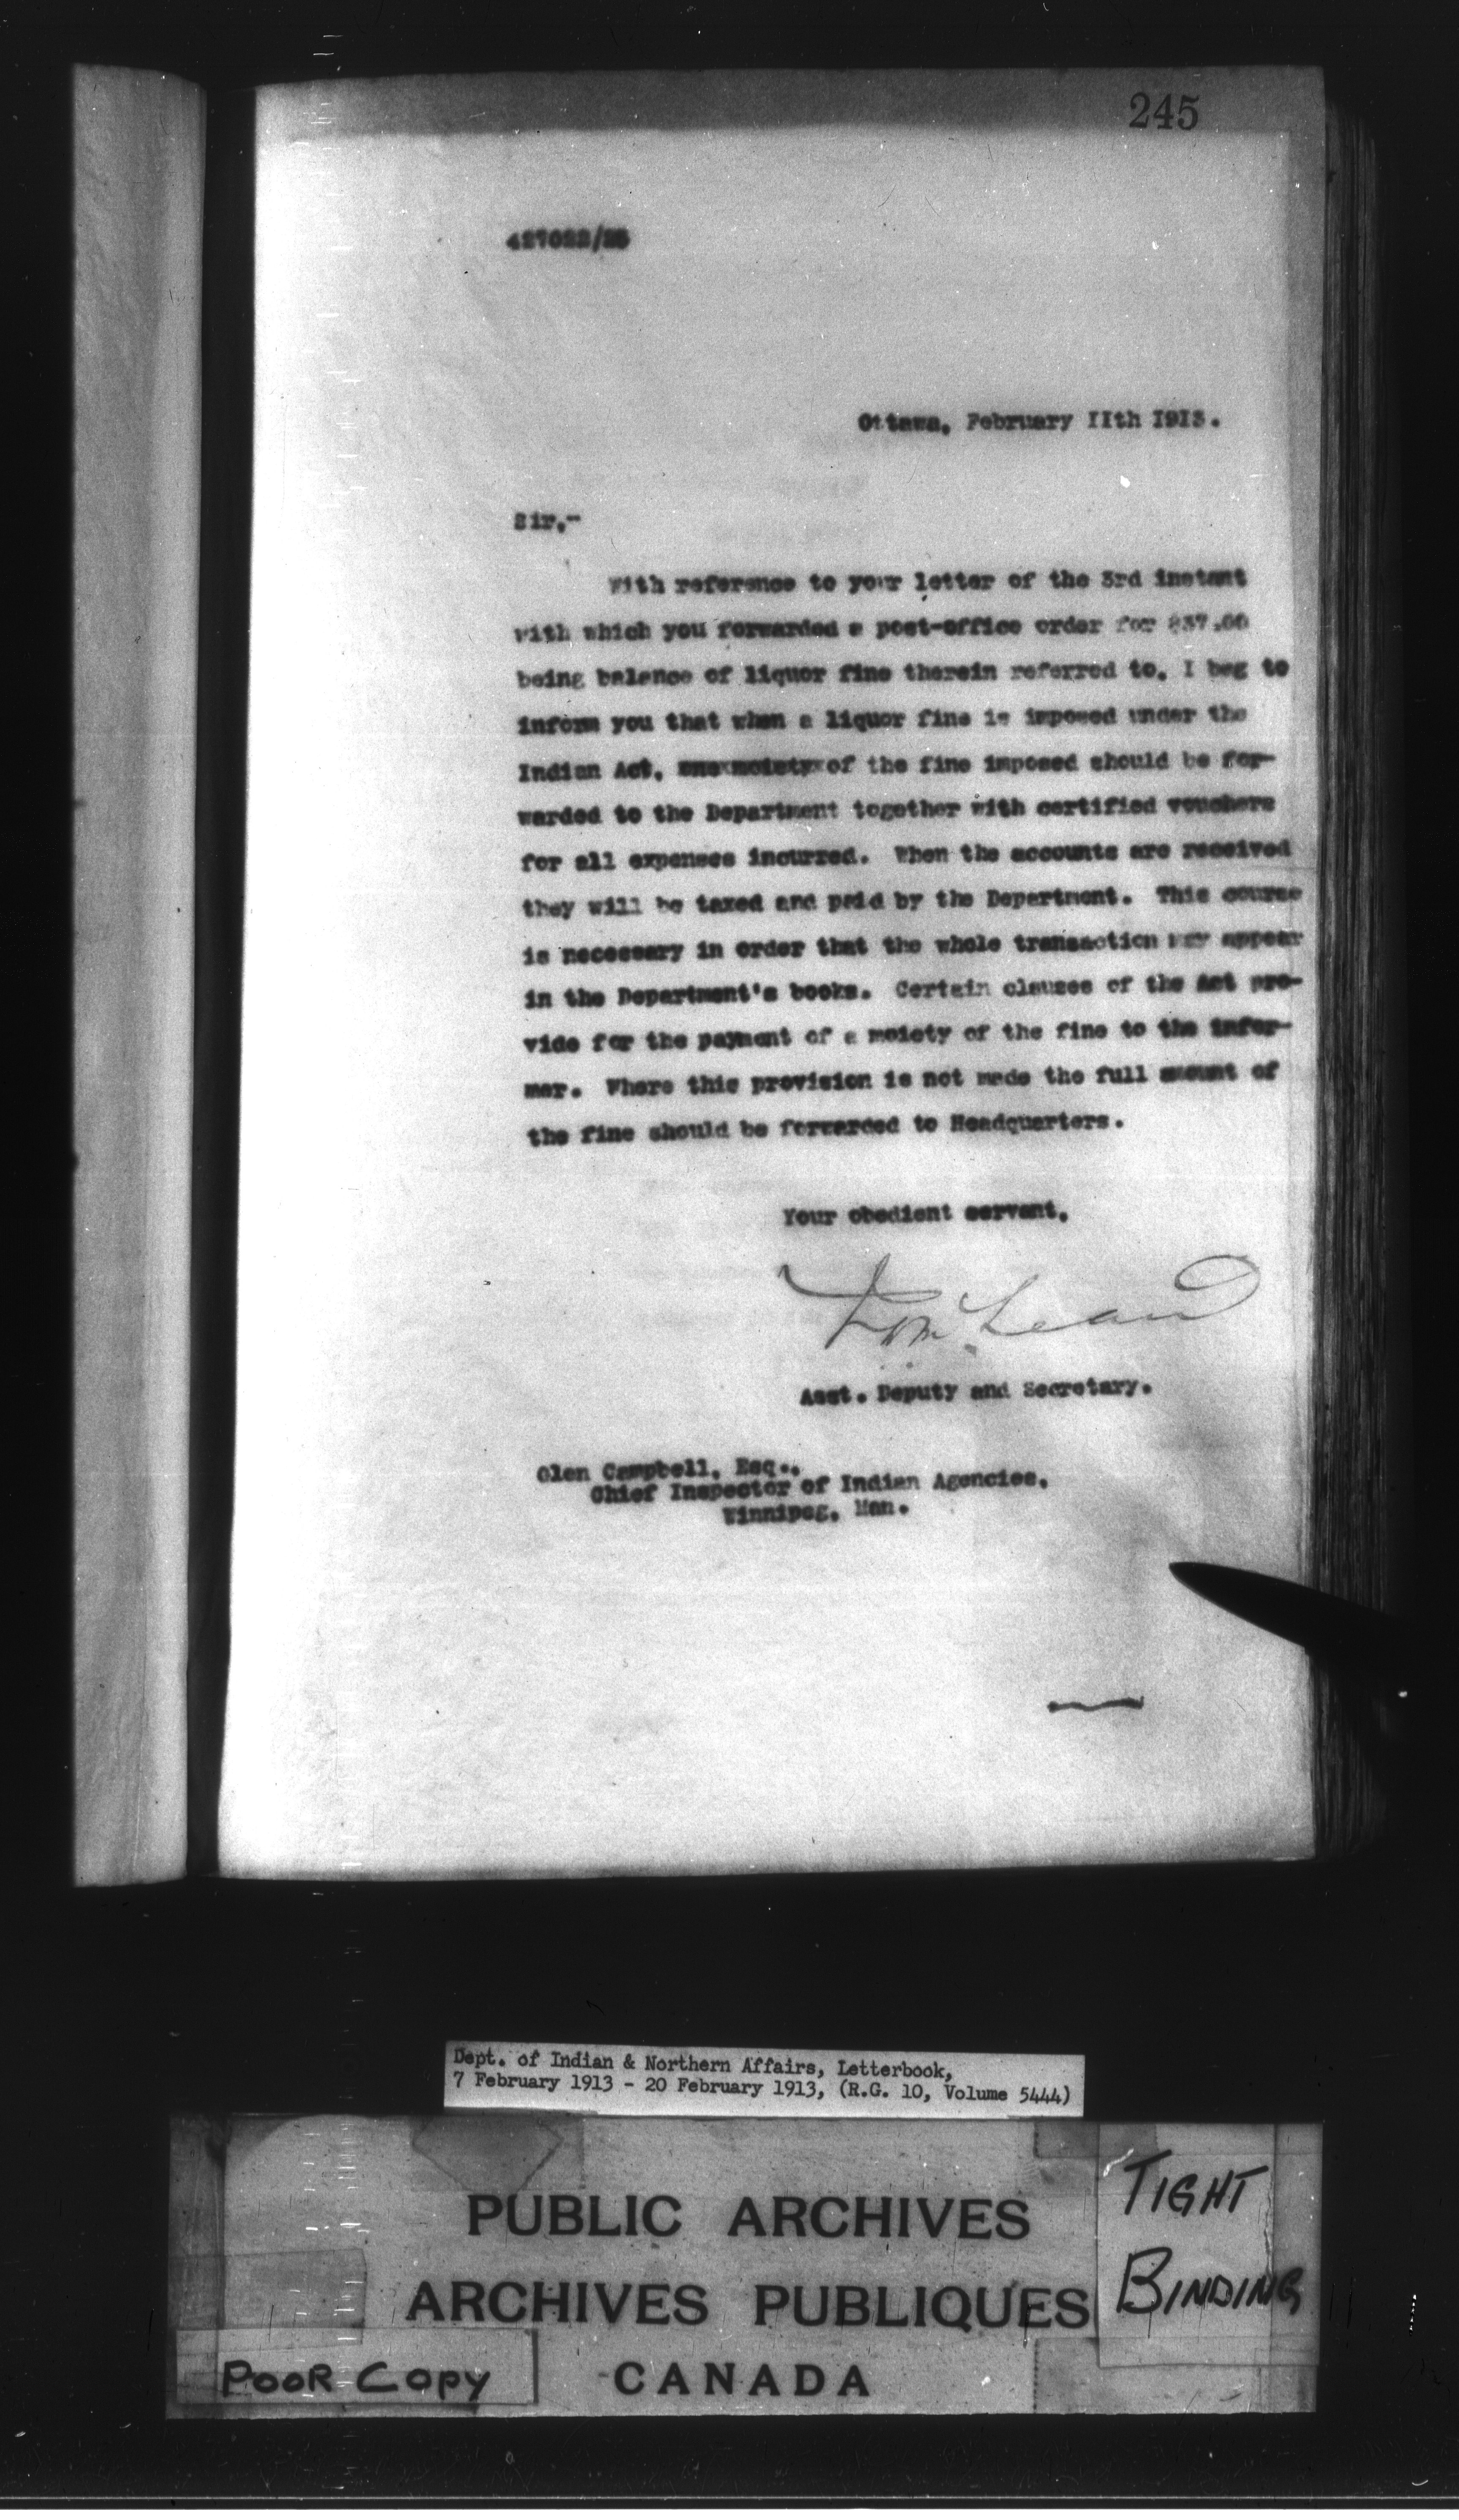 245
Ottawa, February IIth I913.
Sir,-
With reference to your letter of the 3rd instant
with which you forwarded a post-office order for $37.00
being balance of liquor fine therein referred to, I beg to
inform you that when a liquor fine is imposed under the
Indian Act, of the fine imposed should be for-
warded to the Department together with certified vouchers
for all expenses incurred. When the accounts are received
they will be taxed and paid by the Department. This course
is necessary in order that the whole transaction may appear
in the Department's books. Certain clauses of the Act pro-
vide for the payment of a moiety of the fine to the infor-
mer. Where this provision is not made the full amount of
the fine should be forwarded to Headquarters.
Your obedient servant,
Asst. Deputy and Secretary.
Glen Campbell, Esq.,
Chief Inspector of Indian Agencies,
Winnipeg, Man.
Dept. of Indian & Northern Affairs, Letterbook,
7 February 1913 - 20 February 1913, (R.G. 10, Volume 5444)
PUBLIC ARCHIVES
ARCHIVES PUBLIQUES
CANADA
TIGHT
BINDING
POOR COPY